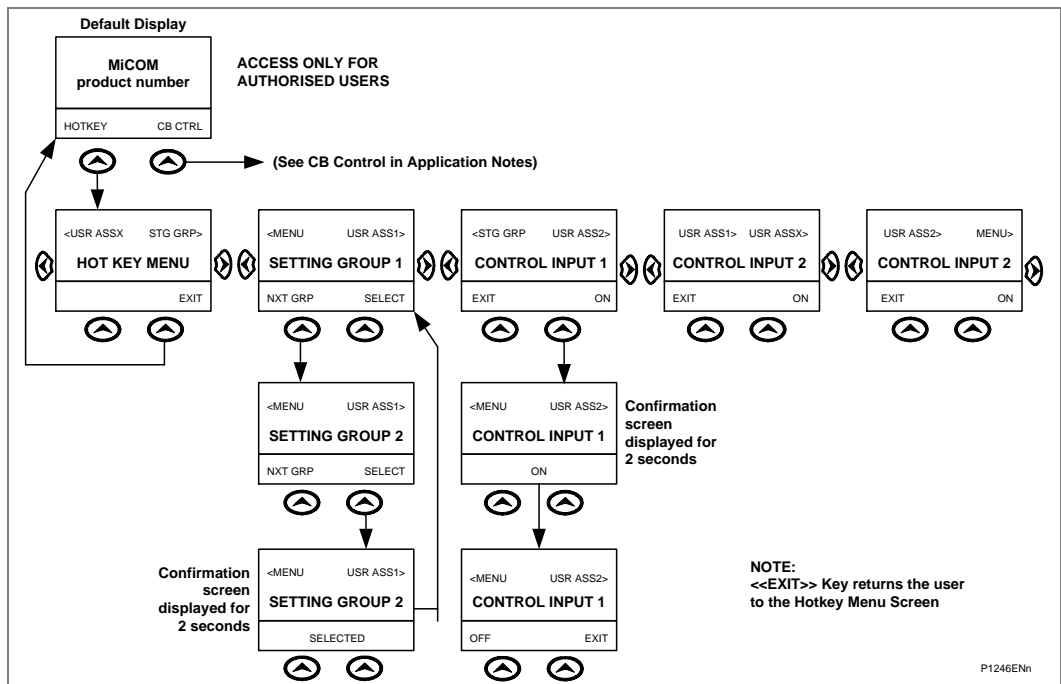 Default Display
MiCOM
product number
HOTKEY CB CTRL
ACCESS ONLY FOR
AUTHORISED USERS
(See CB Control in Application Notes)
<USR ASSX STG GRP>
HOT KEY MENU
EXIT
<MENU USR ASS1>
SETTING GROUP 1
NXT GRP SELECT
<STG GRP USR ASS2>
CONTROL INPUT 1
EXIT ON
USR ASS1> USR ASSX>
CONTROL INPUT 2
EXIT ON
USR ASS2> MENU>
CONTROL INPUT 2
EXIT ON
<MENU USR ASS1>
SETTING GROUP 2
NXT GRP SELECT
<MENU USR ASS2>
CONTROL INPUT 1
ON
Confirmation
screen
displayed for
2 seconds
Confirmation
screen
displayed for
2 seconds
<MENU USR ASS1>
SETTING GROUP 2
SELECTED
<MENU USR ASS2>
CONTROL INPUT 1
OFF EXIT
NOTE:
<<EXIT>> Key returns the user
to the Hotkey Menu Screen
P1246ENn